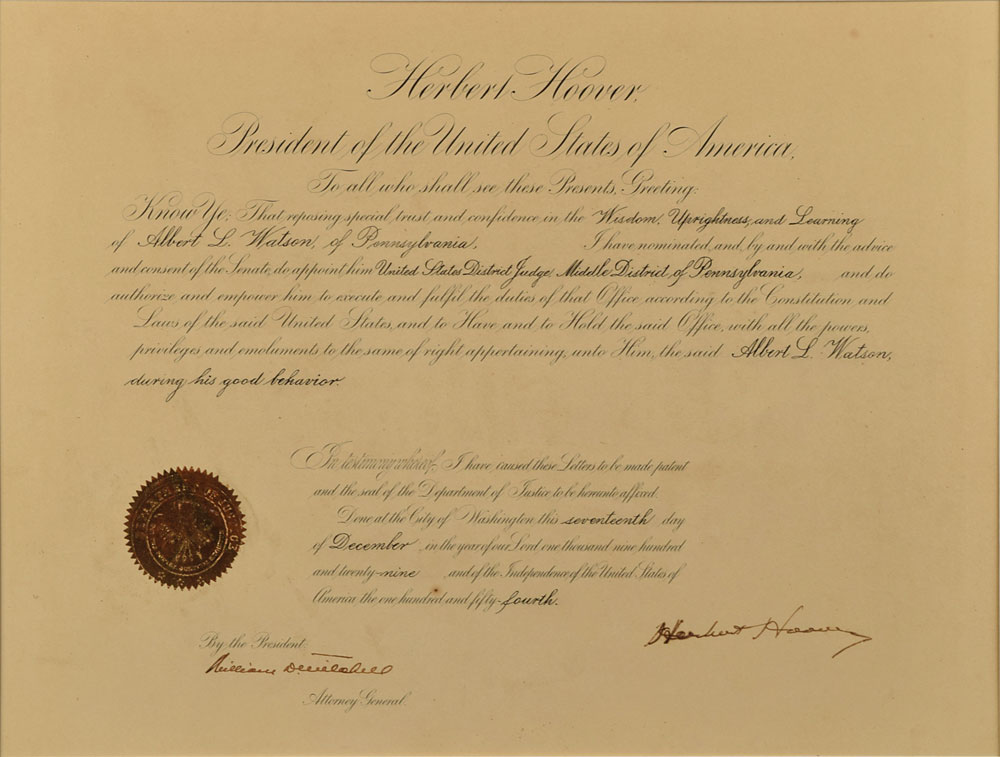 Herbert Hoover,
President of the United States of America,
To all who shall see these Presents, Greeting:
Know Ye; That reposing special trust and confidence in the Wisdom, Uprightness, and Learning
of Albert L. Watson, of Pennsylvania, I have nominated, and, by and with the advice
and consent of the Senate, do appoint him United States District Judge, Middle District of Pennsylvania, and do
authorize and empower him to execute and fulfil the duties of that Office according to the Constitution and
Laws of the said United States, and to Have and to Hold the said Office, with all the powers,
privileges and emoluments to the same of right appertaining, unto Him, the said Albert L. Watson,
during his good behavior.
In testimony whereof, I have caused these Letters to be made patent
and the seal of the Department of Justice to be hereunto affixed.
Done at the City of Washington this seventeenth day
of December, in the year of our Lord one thousand nine hundred
and twenty-nine and of the Independence of the United States of
America the one hundred and fifty-fourth.
Herbert Hoover
By the President:
William D. Mitchell
Attorney General.